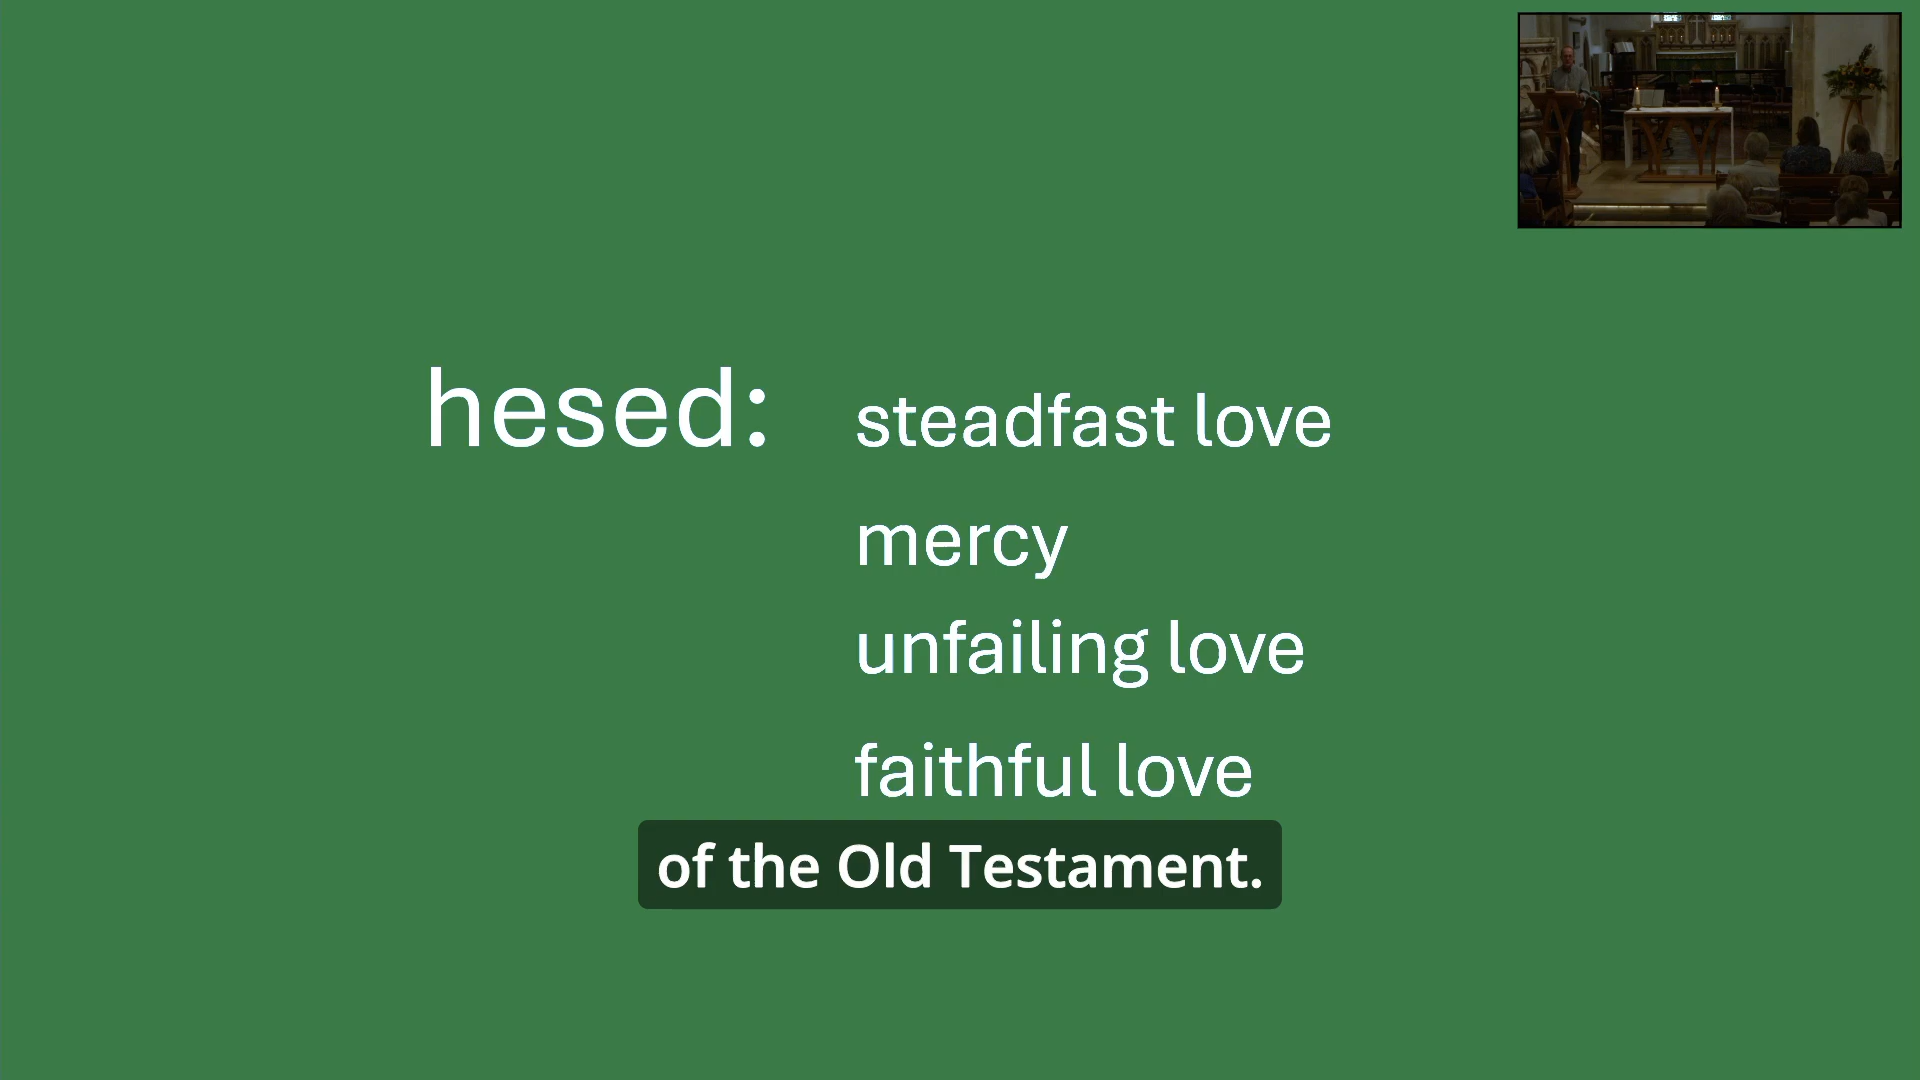 hesed: steadfast love
mercy
unfailing love
faithful love
of the Old Testament.